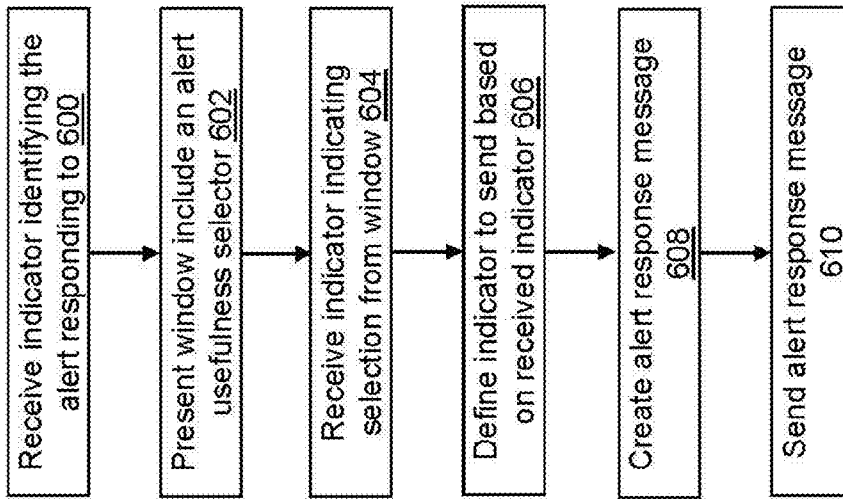 Receive indicator identifying the
alert responding to 600
Present window include an alert
usefulness selector 602
Receive indicator indicating
selection from window 604
Define indicator to send based
on received indicator 606
Create alert response message
608
Send alert response message
610